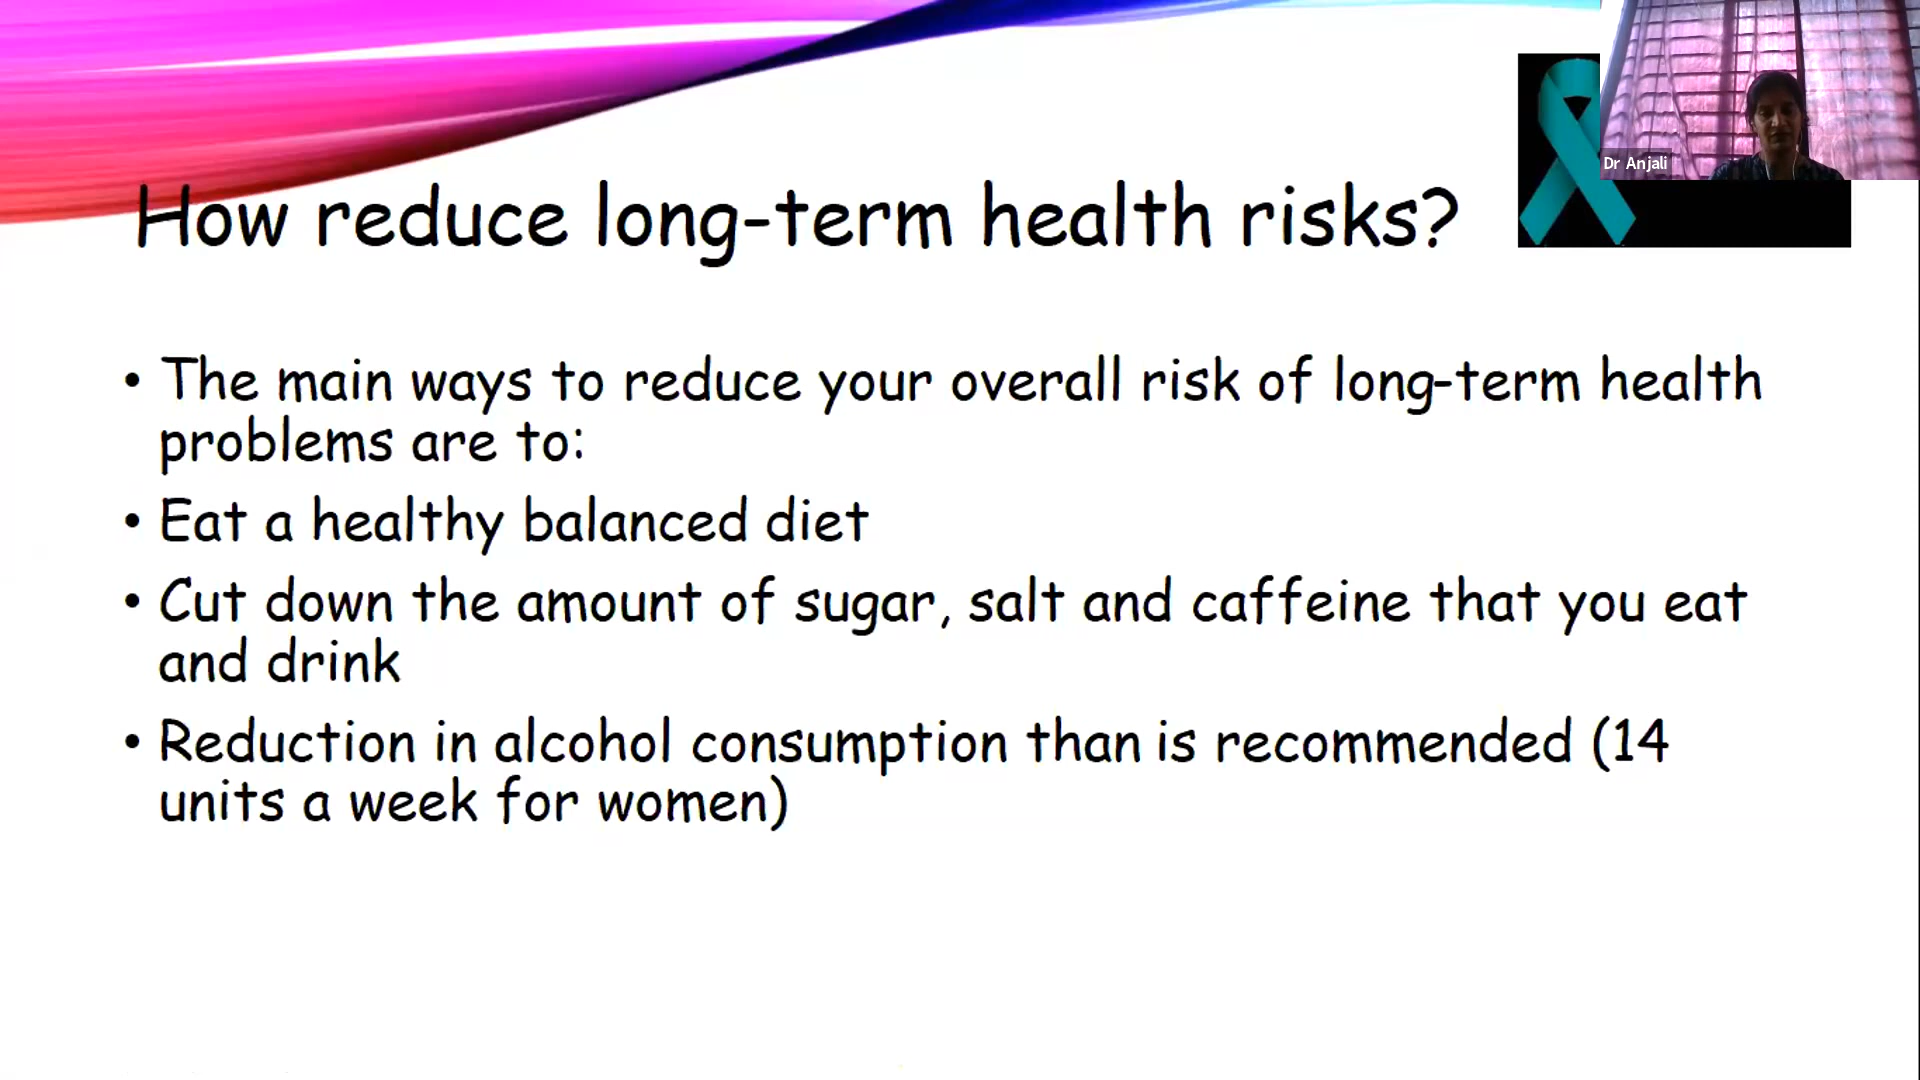 Dr Anjali
How reduce long-term health risks?
• The main ways to reduce your overall risk of long-term health
problems are to:
• Eat a healthy balanced diet
• Cut down the amount of sugar, salt and caffeine that you eat
and drink
• Reduction in alcohol consumption than is recommended (14
units a week for women)